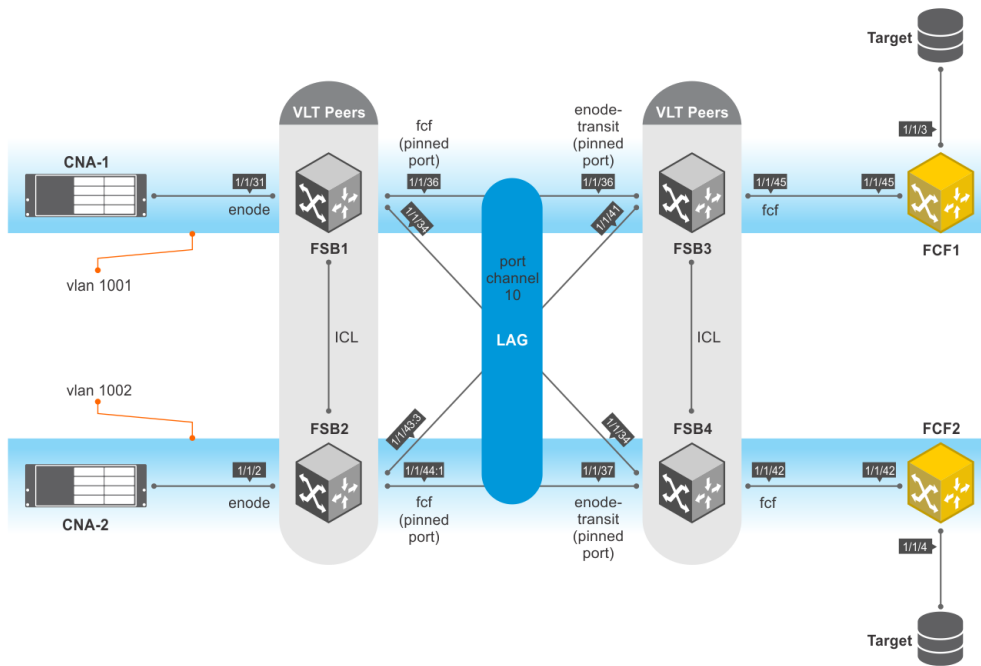 Target
VLT Peers
VLT Peers
fcf
(pinned
port)
enode-
transit
(pinned
port)
1/1/3
CNA-1
1/1/31
1/1/36
1/1/36
1/1/45
1/1/45
enode
fcf
1/1/34
1/1/41
FSB1
FSB3
FCF1
port
channel
10
vlan 1001
ICL
LAG
ICL
vlan 1002
FSB2
FSB4
FCF2
1/1/43:3
1/1/34
1/1/2
1/1/44:1
1/1/37
1/1/42
1/1/42
enode
fcf
(pinned
port)
enode-
transit
(pinned
port)
fcf
CNA-2
1/1/4
Target